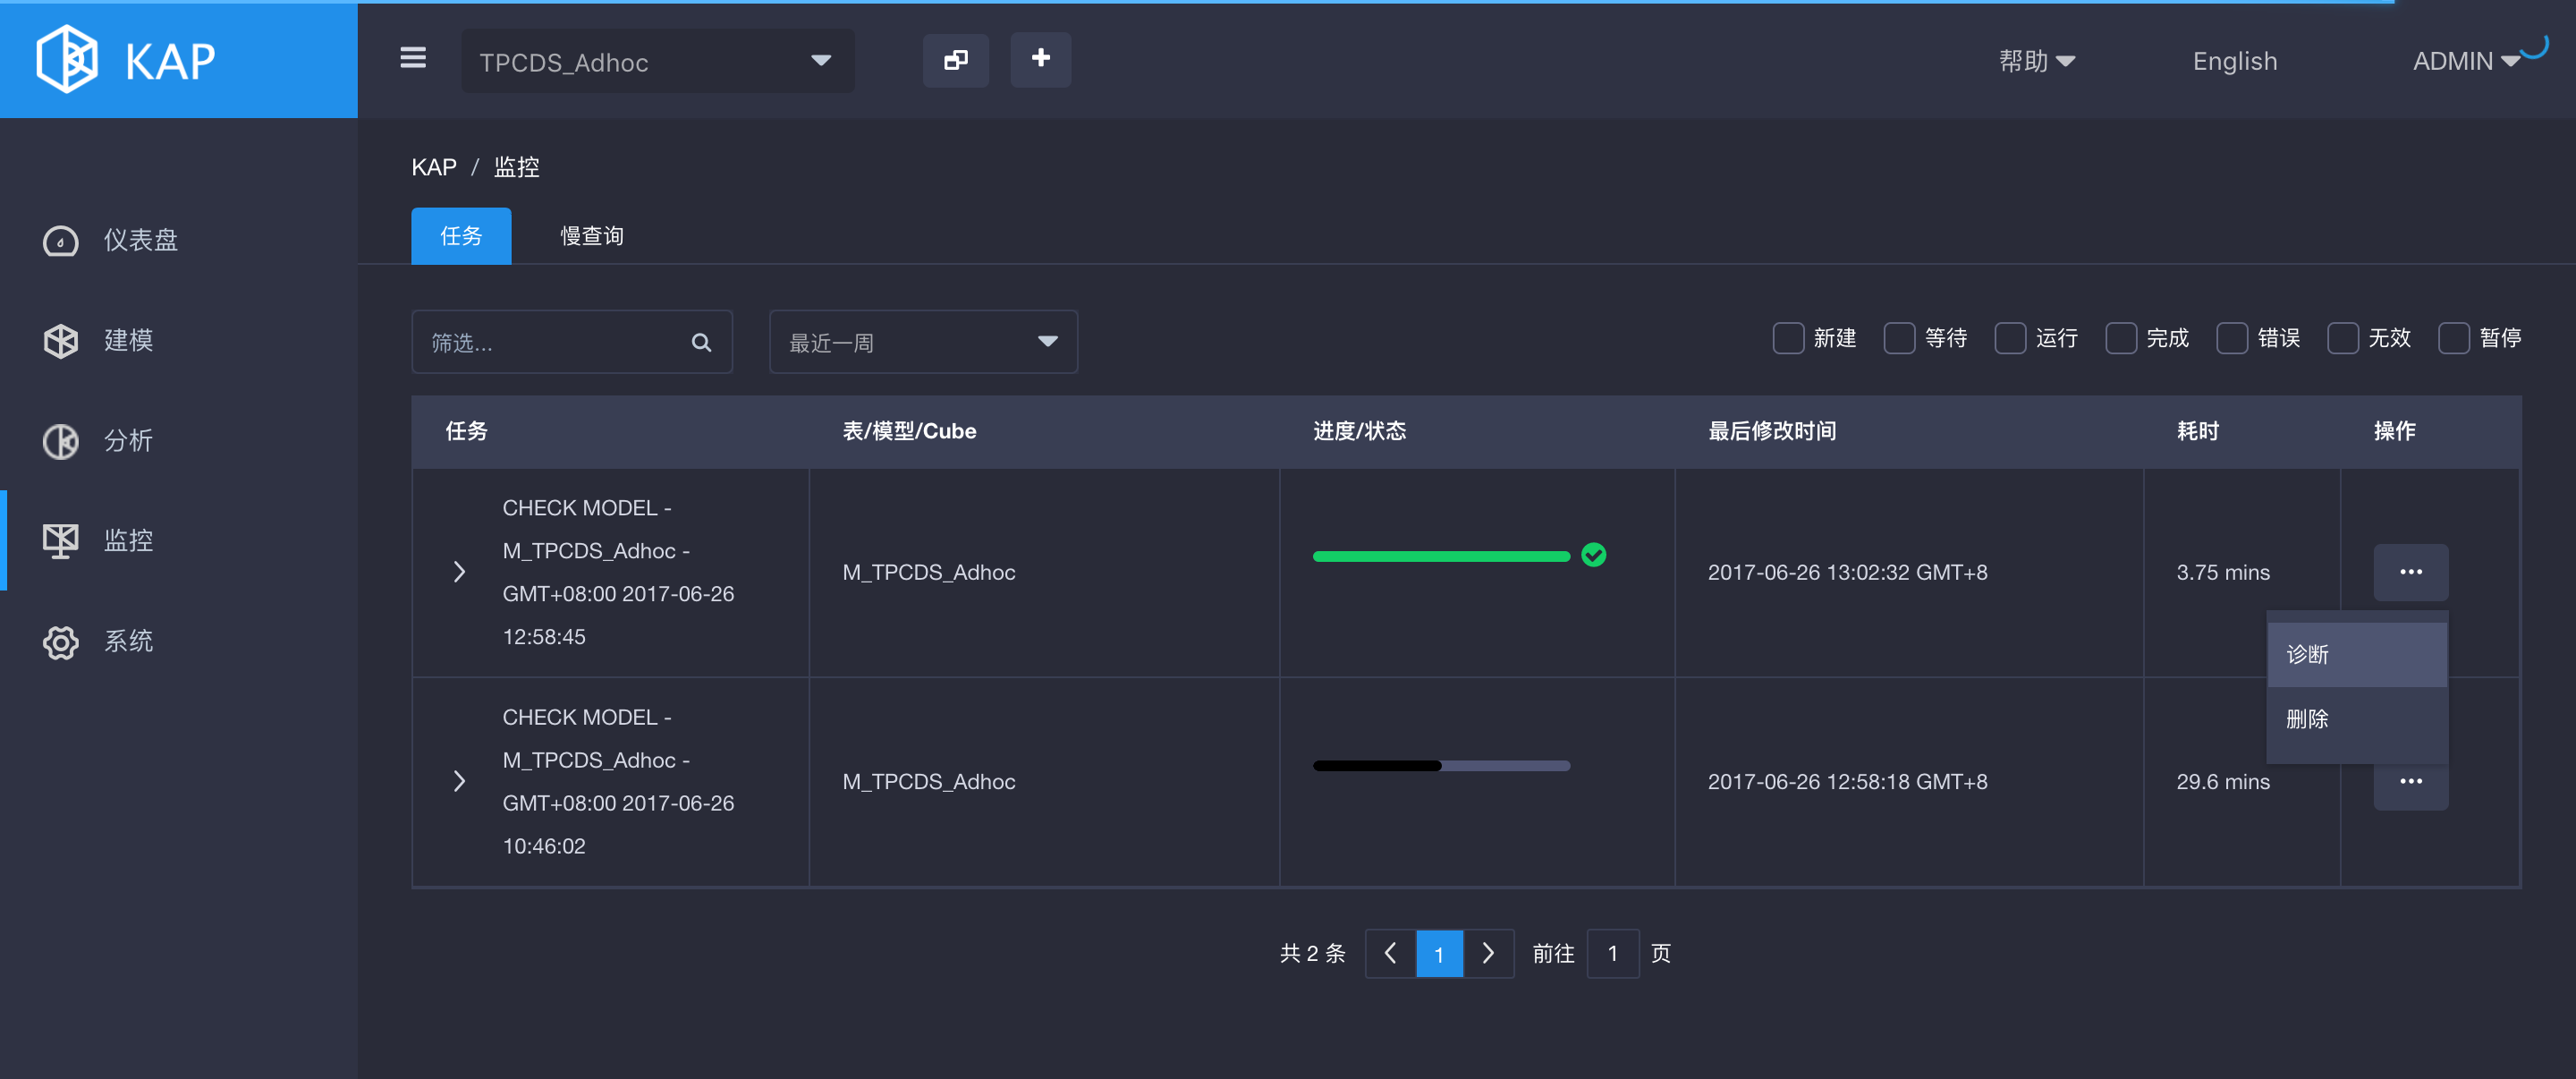 KAP
TPCDS_Adhoc
帮助
English
ADMIN
仪表盘
建模
分析
监控
系统
KAP / 监控
任务 慢查询
筛选... 最近一周 新建 等待 运行 完成 错误 无效 暂停
任务 表/模型/Cube 进度/状态 最后修改时间 耗时 操作
CHECK MODEL -
M_TPCDS_Adhoc -
GMT+08:00 2017-06-26
12:58:45
M_TPCDS_Adhoc
2017-06-26 13:02:32 GMT+8
3.75 mins
诊断
删除
CHECK MODEL -
M_TPCDS_Adhoc -
GMT+08:00 2017-06-26
10:46:02
M_TPCDS_Adhoc
2017-06-26 12:58:18 GMT+8
29.6 mins
共 2 条 1 前往 1 页